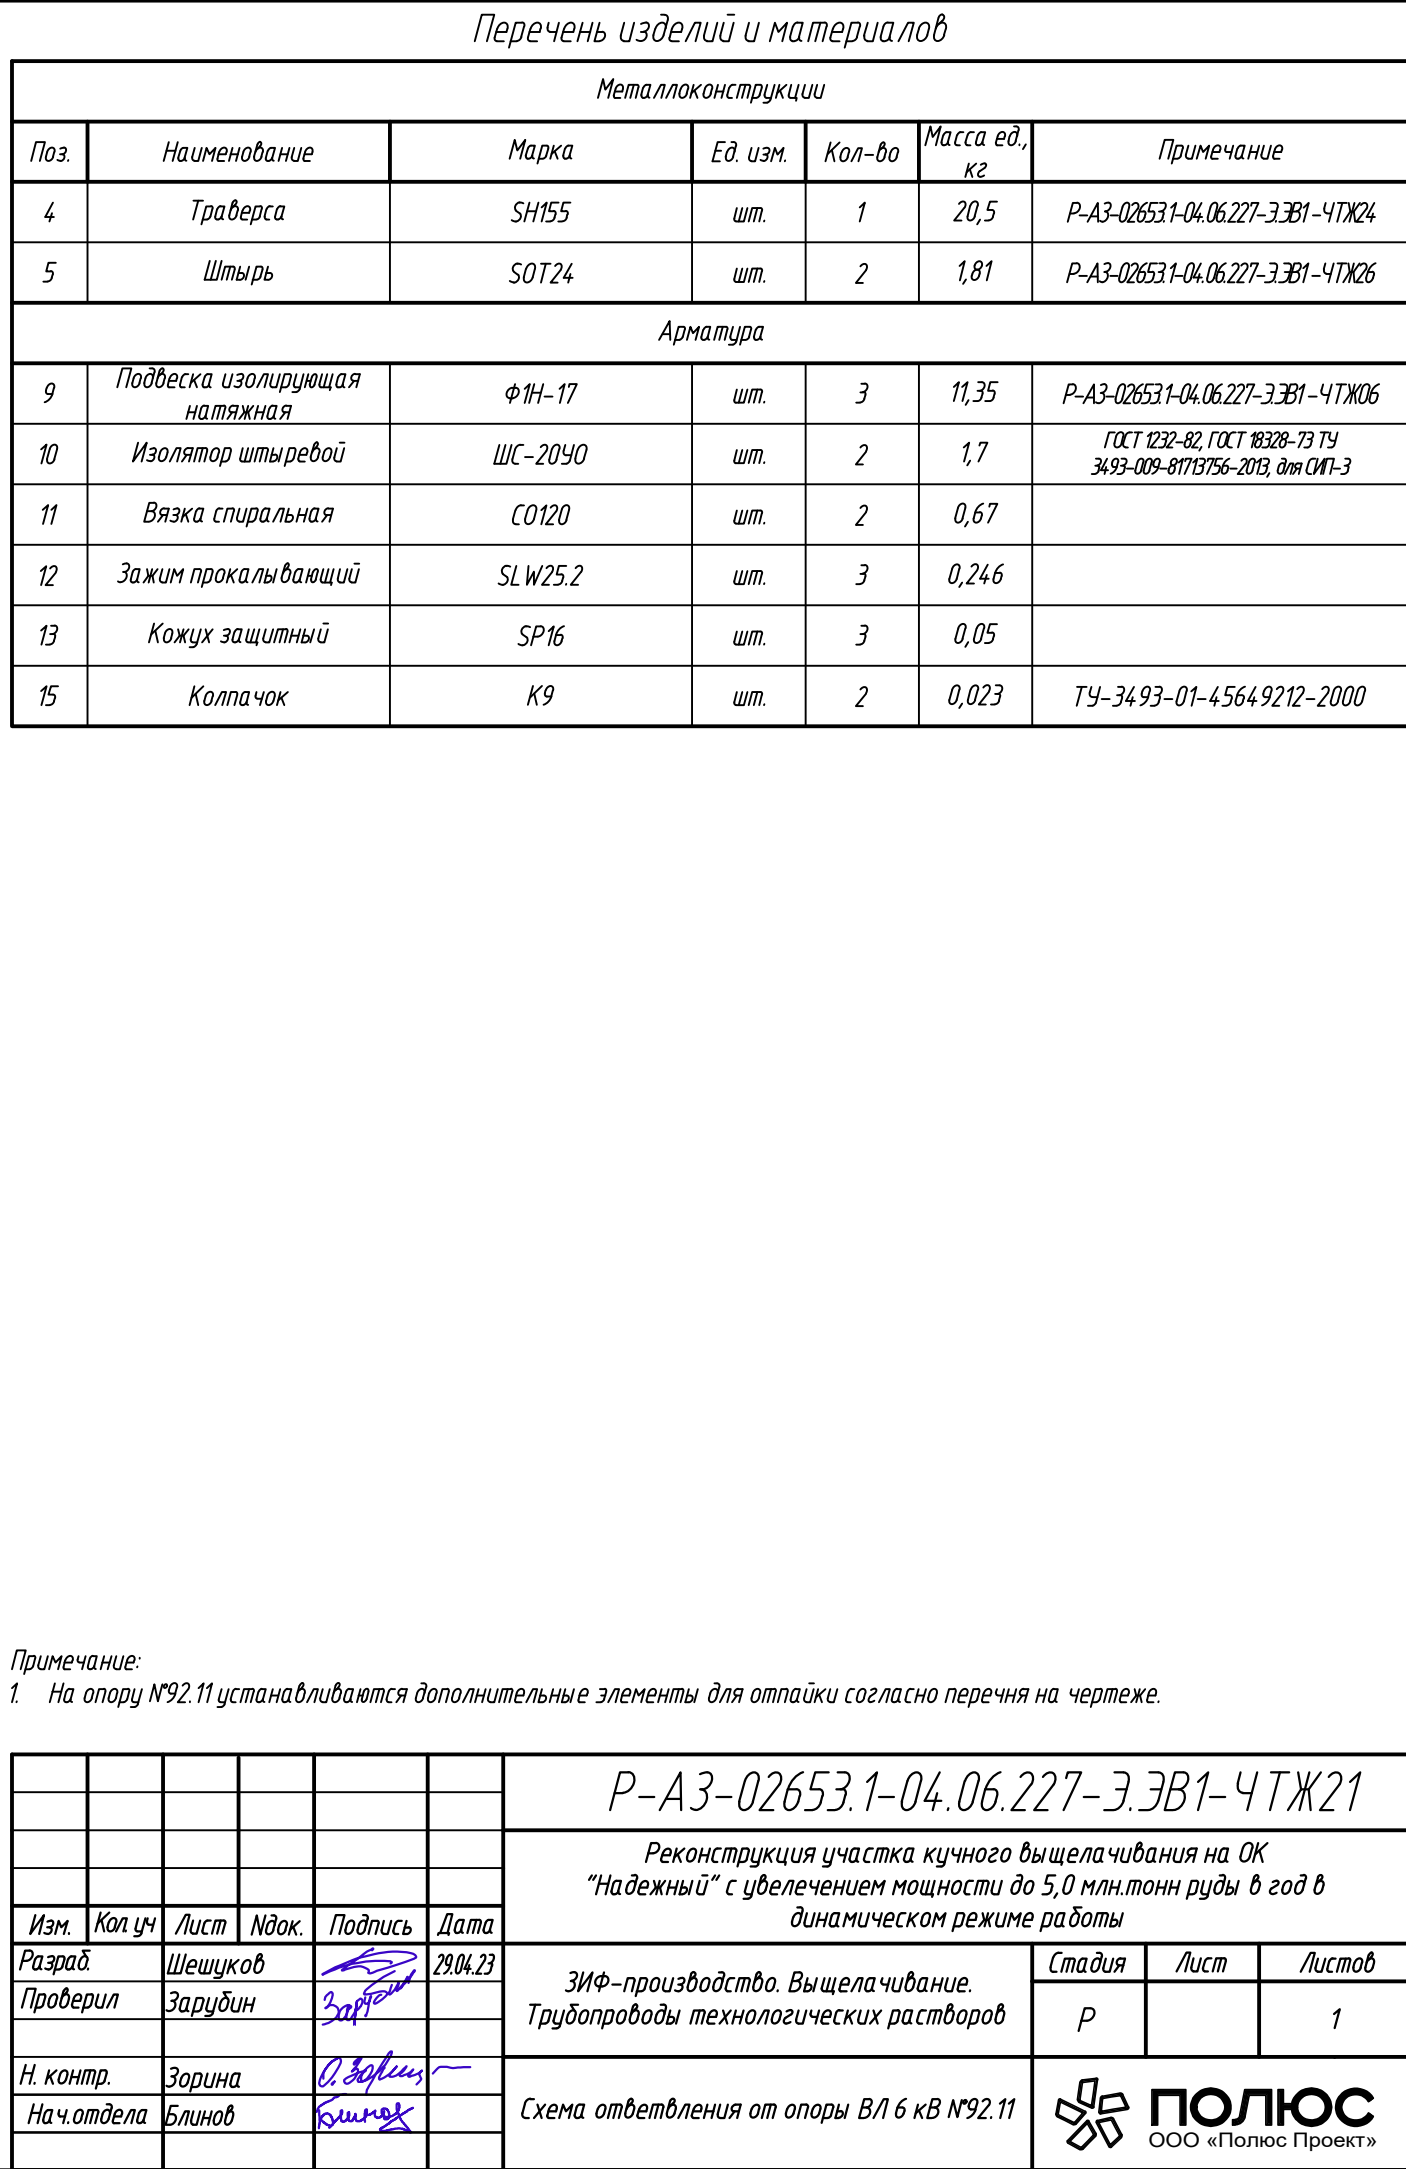 Перечень изделий и материалов
Металлоконструкции
Поз. Наименование Марка Ед. изм. Кол-во Масса ед., кг Примечание
4 Траверса SH155 шт. 1 20,5 Р-АЗ-02653.1-04.06.227-Э.ЭВ1-ЧТЖ24
5 Штырь SOT24 шт. 2 1,81 Р-АЗ-02653.1-04.06.227-Э.ЭВ1-ЧТЖ26
Арматура
9 Подвеска изолирующая натяжная Ф1Н-17 шт. 3 11,35 Р-АЗ-02653.1-04.06.227-Э.ЭВ1-ЧТЖ06
10 Изолятор штыревой ШС-20УО шт. 2 1,7 ГОСТ 1232-82, ГОСТ 18328-73 ТУ 3493-009-81713756-2013, для СИП-3
11 Вязка спиральная СО120 шт. 2 0,67
12 Зажим прокалывающий SLW25.2 шт. 3 0,246
13 Кожух защитный SP16 шт. 3 0,05
15 Колпачок К9 шт. 2 0,023 ТУ-3493-01-45649212-2000
Примечание:
1. На опору №92.11 устанавливаются дополнительные элементы для отпайки согласно перечня на чертеже.
Р-АЗ-02653.1-04.06.227-Э.ЭВ1-ЧТЖ21
Реконструкция участка кучного выщелачивания на ОК
"Надежный" с увелечением мощности до 5,0 млн.тонн руды в год в
динамическом режиме работы
Изм. Кол.уч Лист Nдок. Подпись Дата
Разраб. Шешуков 29.04.23
Проверил Зарубин Зарубин
Н. контр. Зорина О. Зорина
Нач.отдела Блинов Блинов
ЗИФ-производство. Выщелачивание.
Трубопроводы технологических растворов
Стадия Лист Листов
Р 1
Схема ответвления от опоры ВЛ 6 кВ №92.11
ПОЛЮС
ООО «Полюс Проект»